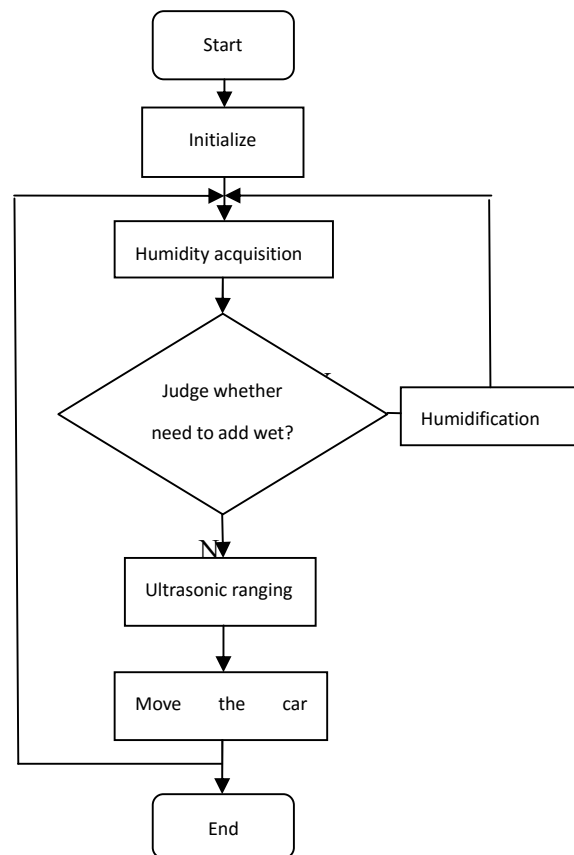 Start
Initialize
Humidity acquisition
Judge whether
need to add wet?
Humidification
N
Ultrasonic ranging
Move the car
End